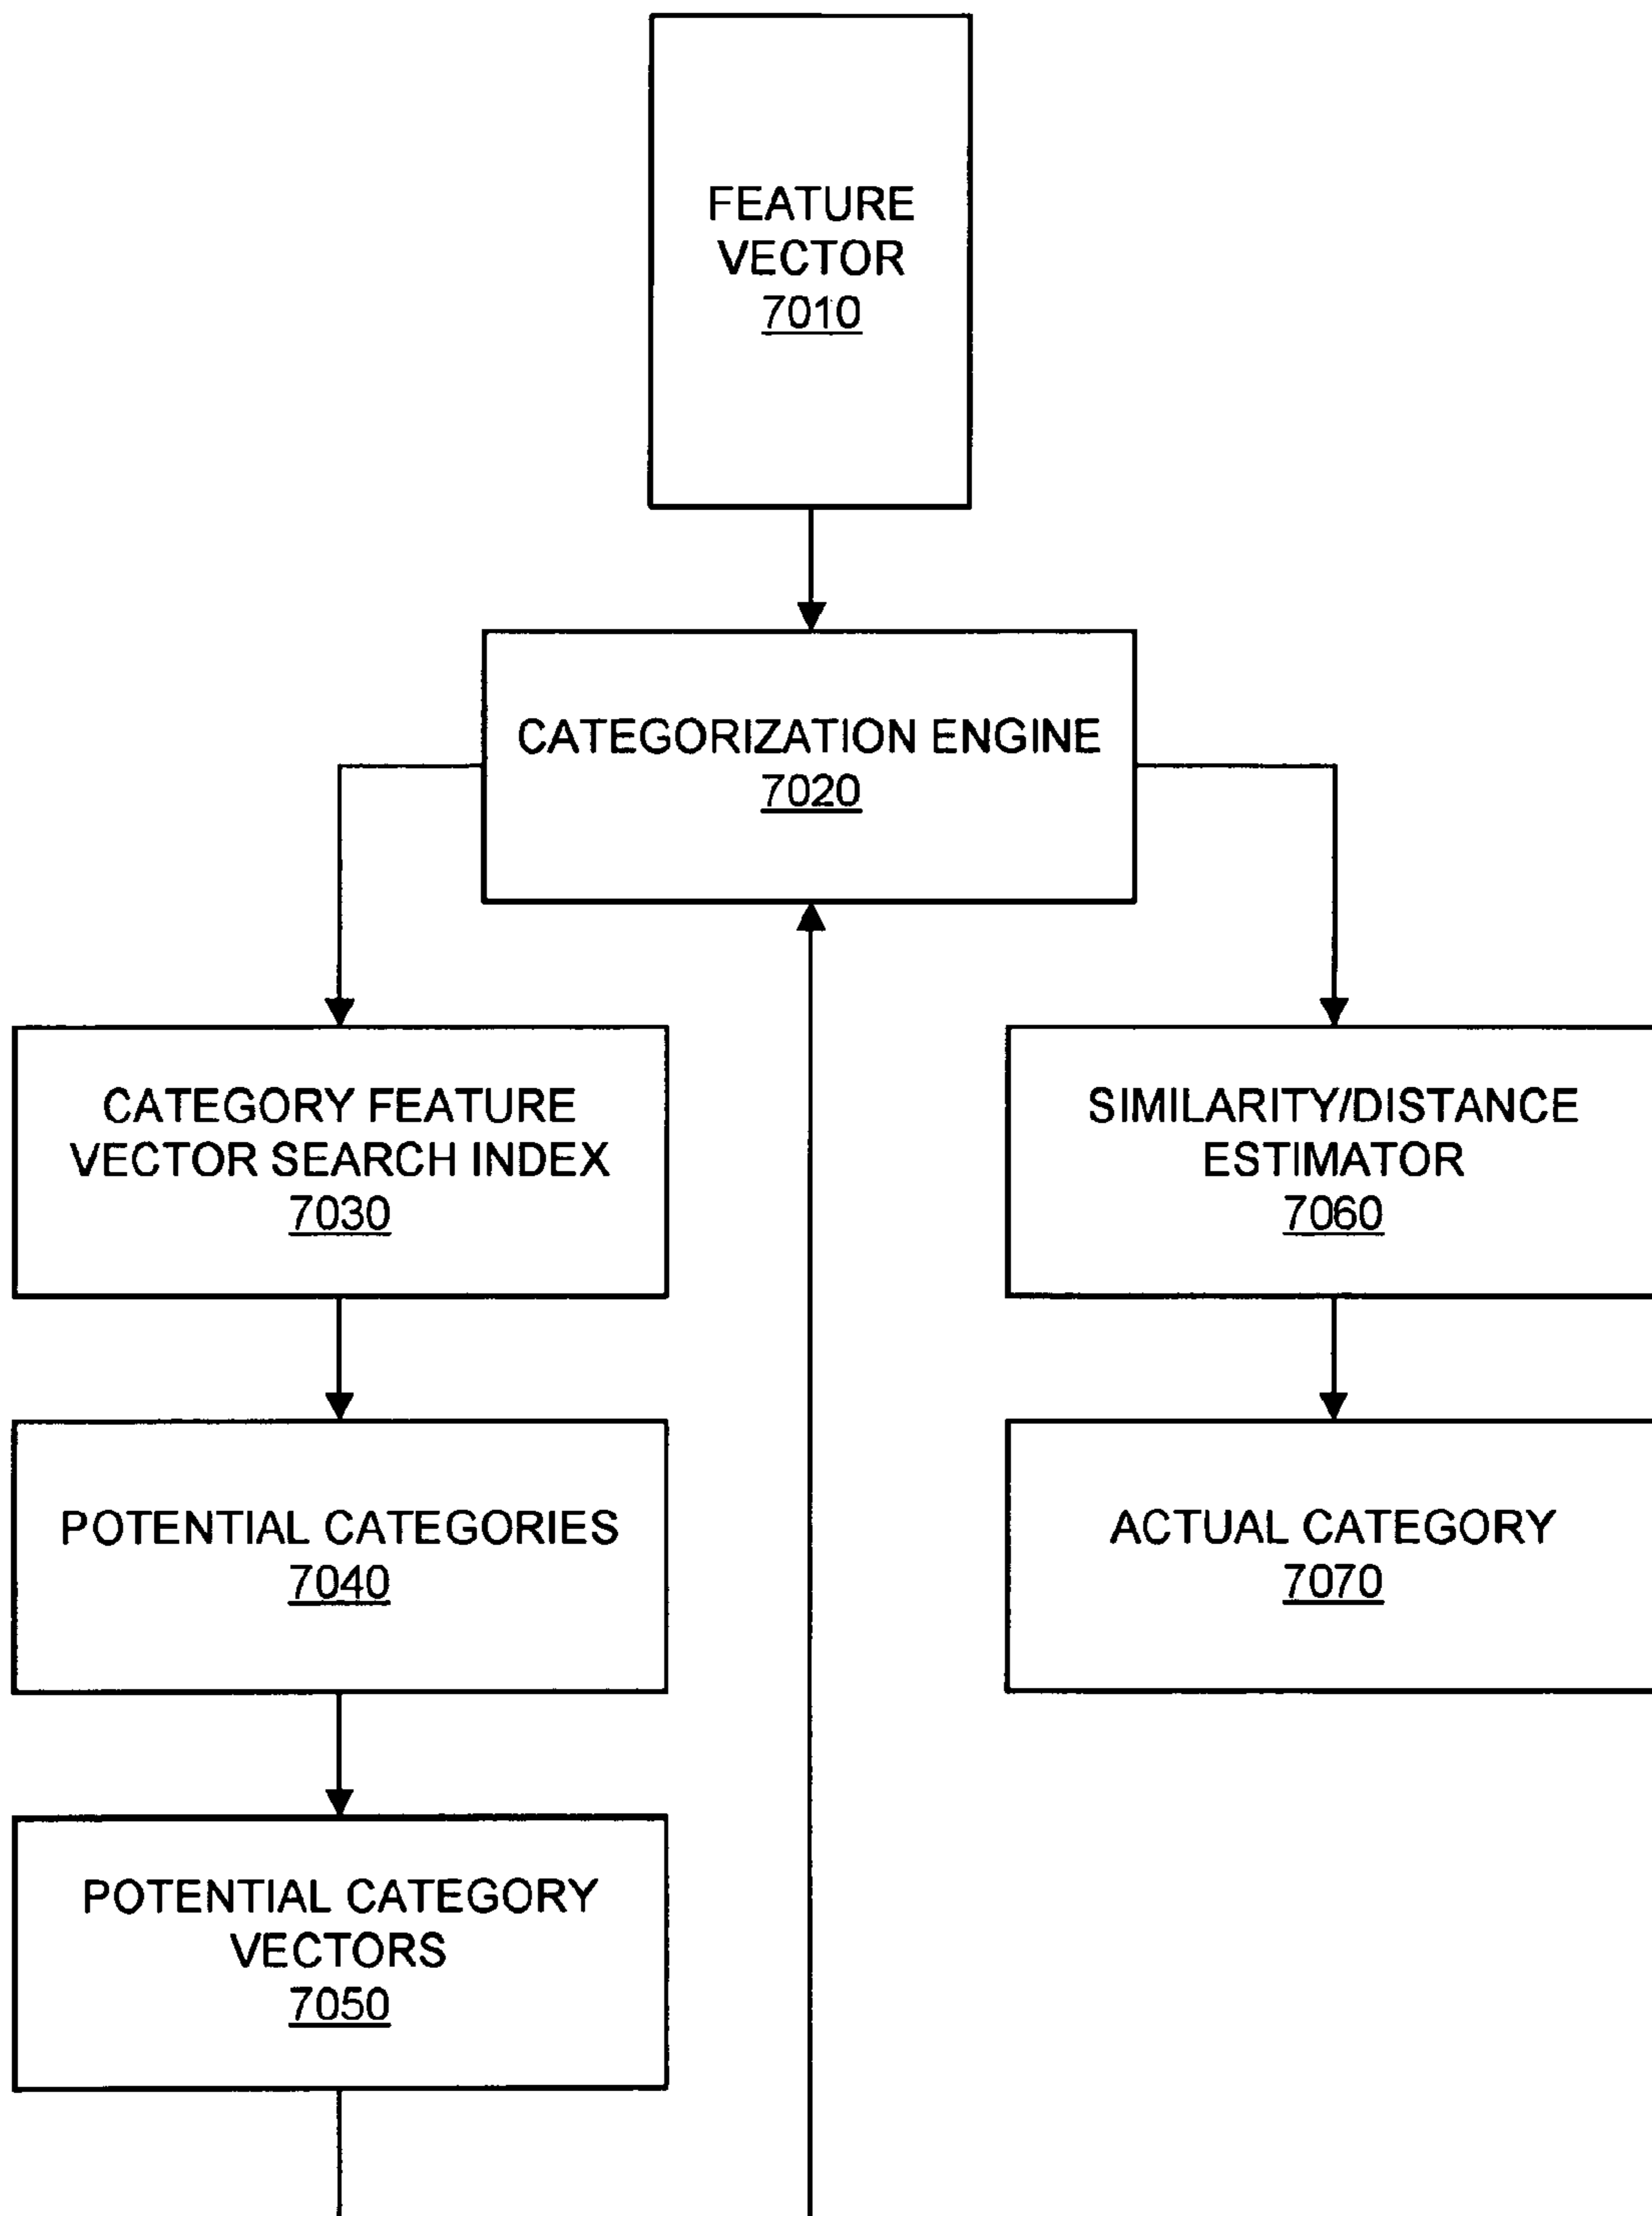 FEATURE
VECTOR
7010
CATEGORIZATION ENGINE
7020
CATEGORY FEATURE
VECTOR SEARCH INDEX
7030
SIMILARITY/DISTANCE
ESTIMATOR
7060
POTENTIAL CATEGORIES
7040
ACTUAL CATEGORY
7070
POTENTIAL CATEGORY
VECTORS
7050